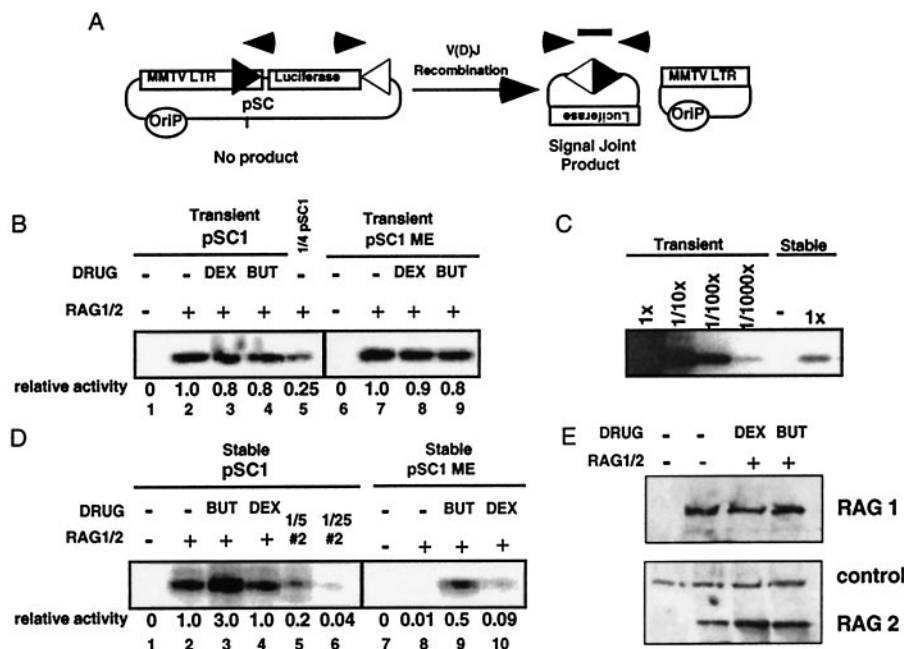 A
V(D)J
Recombination
MMTV LTR
Luciferase
pSC
OriP
No product
Luciferase
Signal Joint
Product
MMTV LTR
OriP
B
Transient
pSC1
1/4 pSC1
Transient
pSC1 ME
DRUG - - DEX BUT - - - DEX BUT
RAG1/2 - + + + + - + + +
relative activity 0 1.0 0.8 0.8 0.25 0 1.0 0.9 0.8
1 2 3 4 5 6 7 8 9
C
Transient
Stable
1x 1/10x 1/100x 1/1000x - 1x
D
Stable
pSC1
Stable
pSC1 ME
DRUG - - BUT DEX 1/5 1/25 - - BUT DEX
RAG1/2 - + + + #2 #2 - + + +
relative activity 0 1.0 3.0 1.0 0.2 0.04 0 0.01 0.5 0.09
1 2 3 4 5 6 7 8 9 10
E
DRUG - - DEX BUT
RAG1/2 - - + +
RAG 1
control
RAG 2